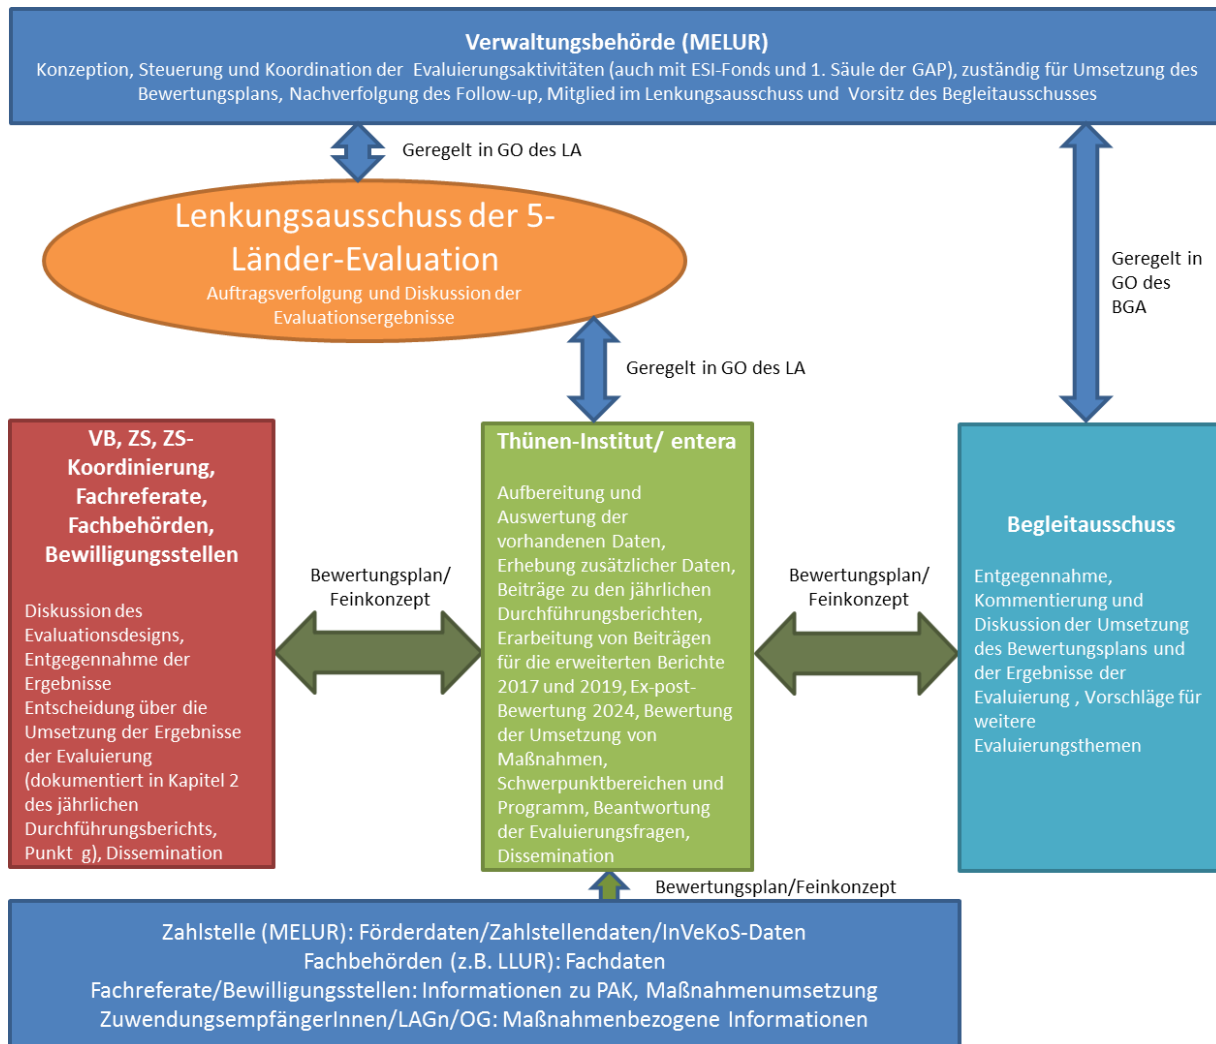 Verwaltungsbehörde (MELUR)
Konzeption, Steuerung und Koordination der Evaluierungsaktivitäten (auch mit ESI-Fonds und 1. Säule der GAP), zuständig für Umsetzung des
Bewertungsplans, Nachverfolgung des Follow-up, Mitglied im Lenkungsausschuss und Vorsitz des Begleitausschusses
Geregelt in GO des LA
Lenkungsausschuss der 5-
Länder-Evaluation
Auftragsverfolgung und Diskussion der
Evaluationsergebnisse
Geregelt in
GO des
BGA
Geregelt in GO des LA
VB, ZS, ZS-
Koordinierung,
Fachreferate,
Fachbehörden,
Bewilligungsstellen
Diskussion des
Evaluationsdesigns,
Entgegennahme der
Ergebnisse
Entscheidung über die
Umsetzung der Ergebnisse
der Evaluierung
(dokumentiert in Kapitel 2
des jährlichen
Durchführungsberichts,
Punkt g), Dissemination
Bewertungsplan/
Feinkonzept
Thünen-Institut/ entera
Aufbereitung und
Auswertung der
vorhandenen Daten,
Erhebung zusätzlicher Daten,
Beiträge zu den jährlichen
Durchführungsberichten,
Erarbeitung von Beiträgen
für die erweiterten Berichte
2017 und 2019, Ex-post-
Bewertung 2024, Bewertung
der Umsetzung von
Maßnahmen,
Schwerpunktbereichen und
Programm, Beantwortung
der Evaluierungsfragen,
Dissemination
Bewertungsplan/
Feinkonzept
Begleitausschuss
Entgegennahme,
Kommentierung und
Diskussion der Umsetzung
des Bewertungsplans und
der Ergebnisse der
Evaluierung , Vorschläge für
weitere
Evaluierungsthemen
Bewertungsplan/Feinkonzept
Zahlstelle (MELUR): Förderdaten/Zahlstellendaten/InVeKoS-Daten
Fachbehörden (z.B. LLUR): Fachdaten
Fachreferate/Bewilligungsstellen: Informationen zu PAK, Maßnahmenumsetzung
ZuwendungsempfängerInnen/LAGn/OG: Maßnahmenbezogene Informationen